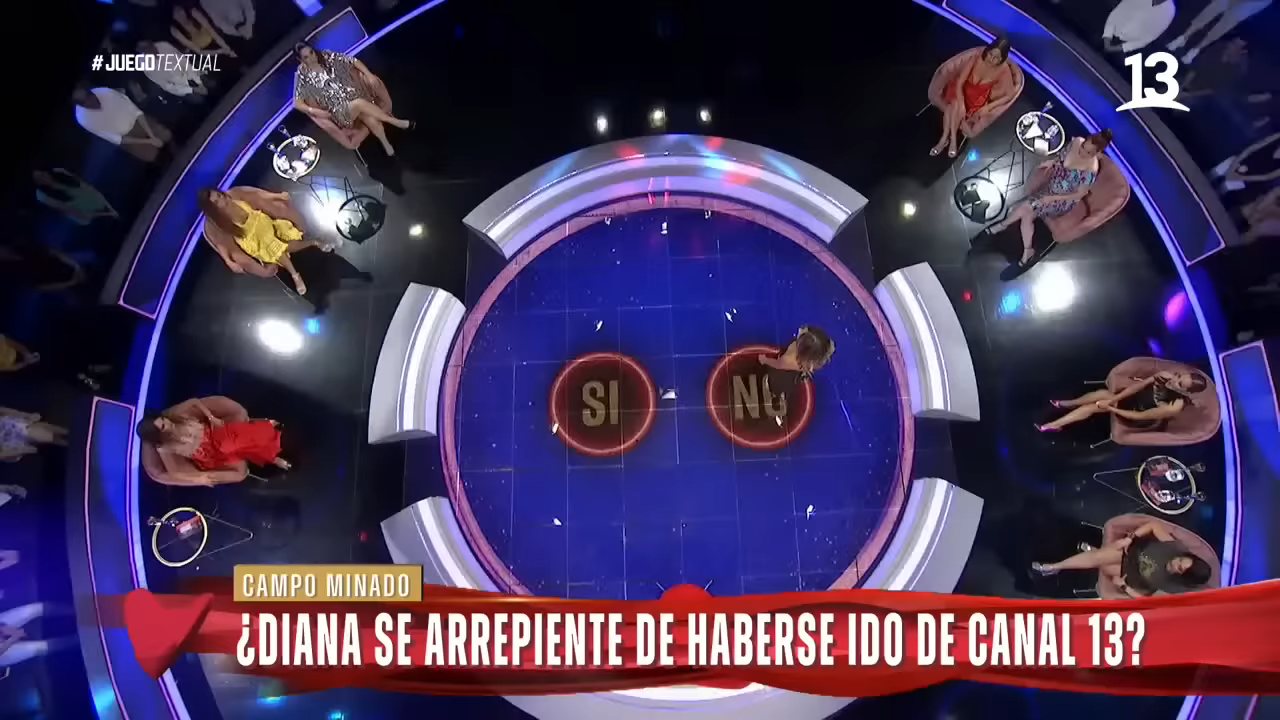 #JUEGOTEXTUAL
13
SI
NO
CAMPO MINADO
¿DIANA SE ARREPIENTE DE HABERSE IDO DE CANAL 13?